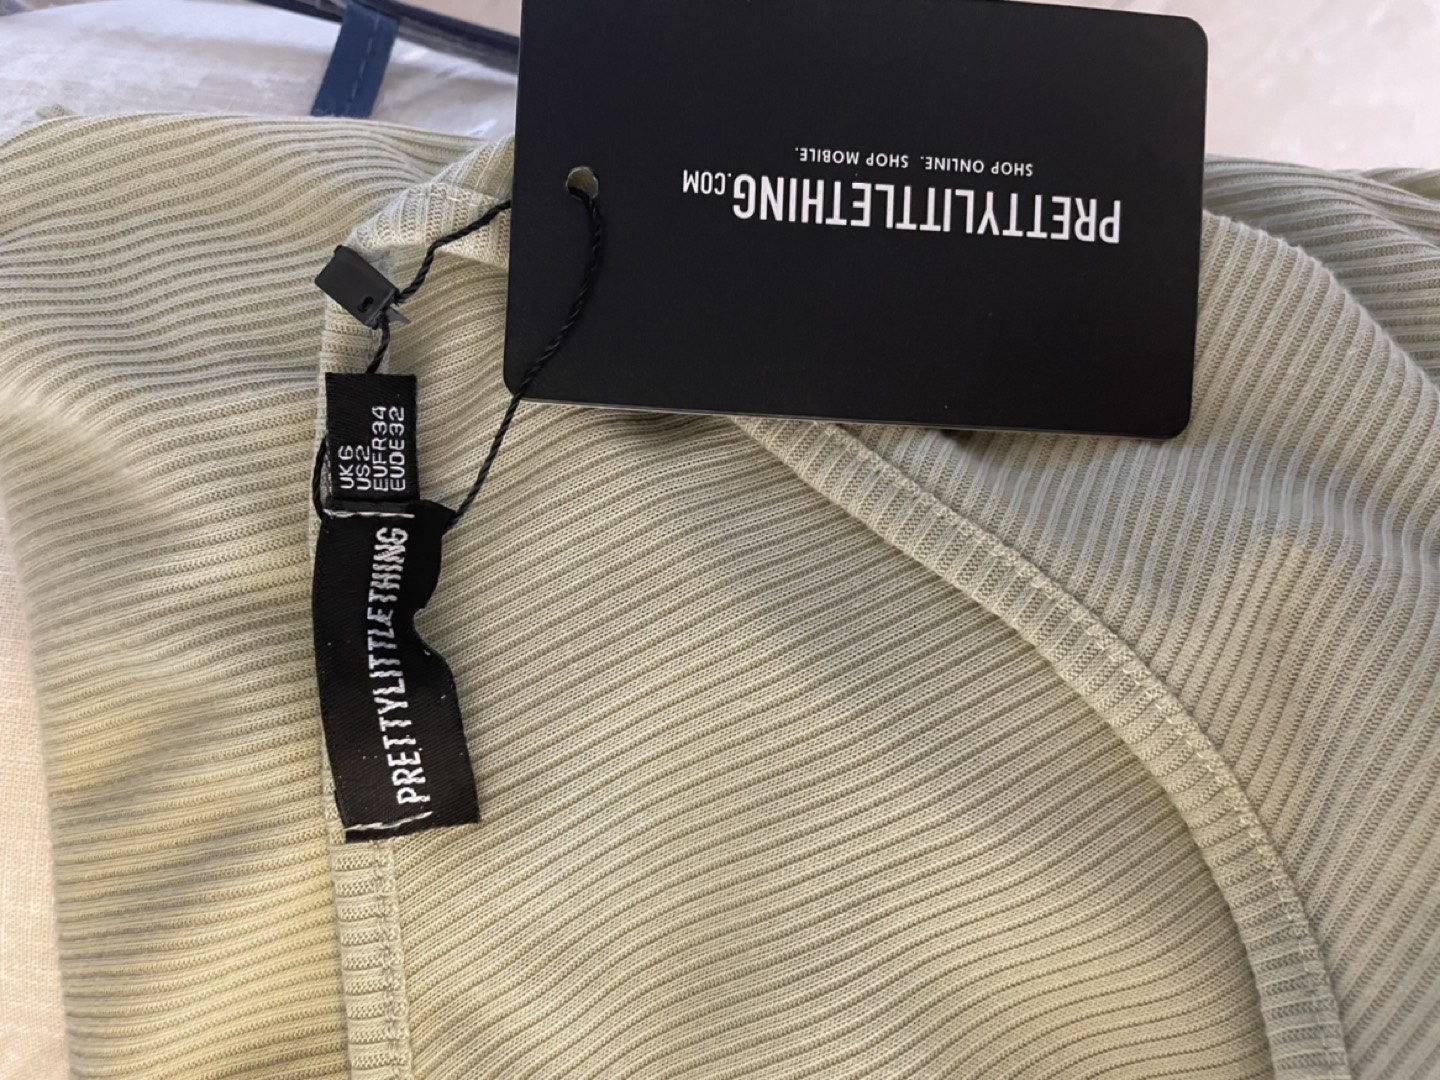 PRETTYLITTLETHING.COM
SHOP ONLINE. SHOP MOBILE.
UK6
US2
EUFR34
EUDE32
PRETTYLITTLETHING